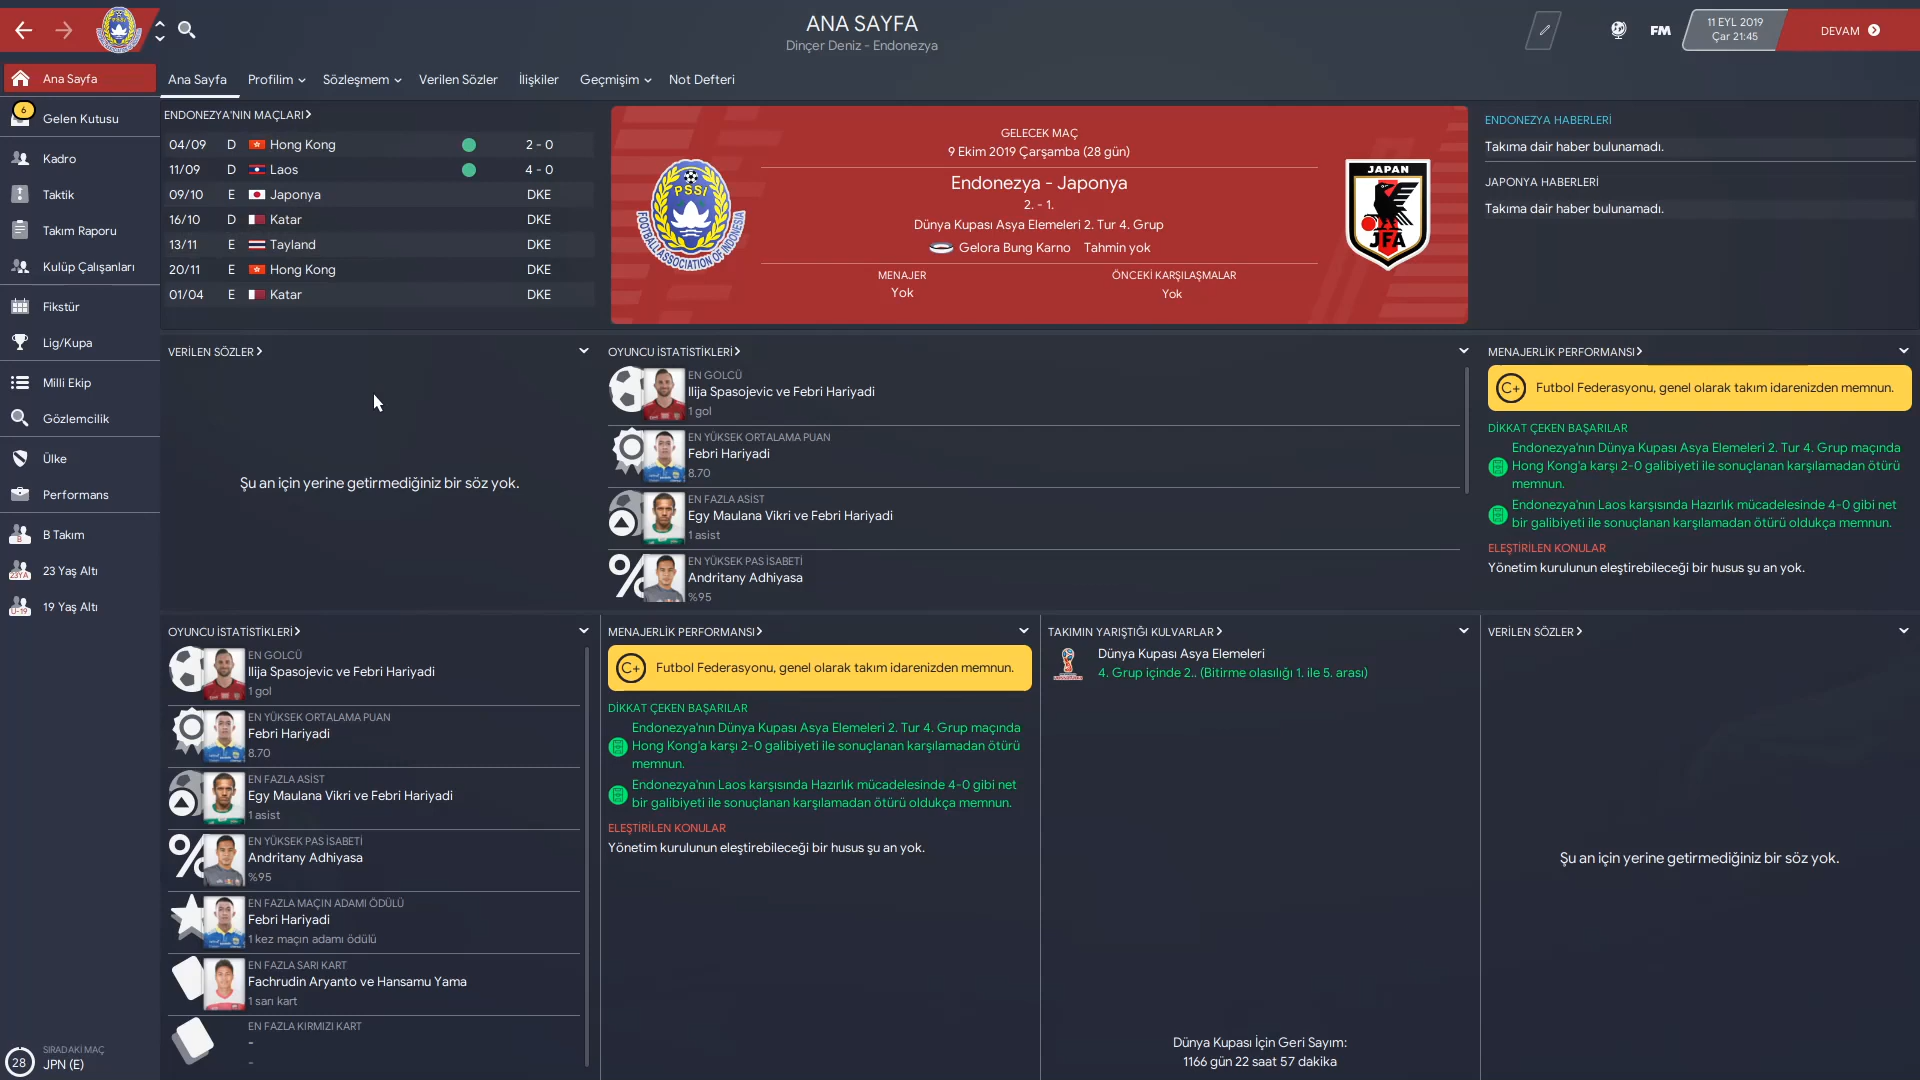 ANA SAYFA
Dinçer Deniz - Endonezya
FM
11 EYL 2019
Çar 21:45
DEVAM
Ana Sayfa
6
Gelen Kutusu
Kadro
Taktik
Takım Raporu
Kulüp Çalışanları
Fikstür
Lig/Kupa
Milli Ekip
Gözlemcilik
Ülke
Performans
B
B Takım
23YA
23 Yaş Altı
U-19
19 Yaş Altı
28
SIRADAKİ MAÇ
JPN (E)
Ana Sayfa
Profilim
Sözleşmem
Verilen Sözler
İlişkiler
Geçmişim
Not Defteri
ENDONEZYA'NIN MAÇLARI
04/09 D Hong Kong 2 - 0
11/09 D Laos 4 - 0
09/10 E Japonya DKE
16/10 D Katar DKE
13/11 E Tayland DKE
20/11 E Hong Kong DKE
01/04 E Katar DKE
PSSI
FOOTBALL ASSOCIATION OF INDONESIA
GELECEK MAÇ
9 Ekim 2019 Çarşamba (28 gün)
Endonezya - Japonya
2. - 1.
Dünya Kupası Asya Elemeleri 2. Tur 4. Grup
Gelora Bung Karno Tahmin yok
MENAJER
Yok
ÖNCEKİ KARŞILAŞMALAR
Yok
JAPAN
JFA
ENDONEZYA HABERLERİ
Takıma dair haber bulunamadı.
JAPONYA HABERLERİ
Takıma dair haber bulunamadı.
VERİLEN SÖZLER
Şu an için yerine getirmediğiniz bir söz yok.
OYUNCU İSTATİSTİKLERİ
EN GOLCÜ
Ilija Spasojevic ve Febri Hariyadi
1 gol
EN YÜKSEK ORTALAMA PUAN
Febri Hariyadi
8.70
EN FAZLA ASİST
Egy Maulana Vikri ve Febri Hariyadi
1 asist
EN YÜKSEK PAS İSABETİ
Andritany Adhiyasa
%95
MENAJERLİK PERFORMANSI
C+ Futbol Federasyonu, genel olarak takım idarenizden memnun.
DİKKAT ÇEKEN BAŞARILAR
Endonezya'nın Dünya Kupası Asya Elemeleri 2. Tur 4. Grup maçında
Hong Kong'a karşı 2-0 galibiyeti ile sonuçlanan karşılamadan ötürü
memnun.
Endonezya'nın Laos karşısında Hazırlık mücadelesinde 4-0 gibi net
bir galibiyeti ile sonuçlanan karşılamadan ötürü oldukça memnun.
ELEŞTİRİLEN KONULAR
Yönetim kurulunun eleştirebileceği bir husus şu an yok.
OYUNCU İSTATİSTİKLERİ
EN GOLCÜ
Ilija Spasojevic ve Febri Hariyadi
1 gol
EN YÜKSEK ORTALAMA PUAN
Febri Hariyadi
8.70
EN FAZLA ASİST
Egy Maulana Vikri ve Febri Hariyadi
1 asist
EN YÜKSEK PAS İSABETİ
Andritany Adhiyasa
%95
EN FAZLA MAÇIN ADAMI ÖDÜLÜ
Febri Hariyadi
1 kez maçın adamı ödülü
EN FAZLA SARI KART
Fachrudin Aryanto ve Hansamu Yama
1 sarı kart
EN FAZLA KIRMIZI KART
-
-
MENAJERLİK PERFORMANSI
C+ Futbol Federasyonu, genel olarak takım idarenizden memnun.
DİKKAT ÇEKEN BAŞARILAR
Endonezya'nın Dünya Kupası Asya Elemeleri 2. Tur 4. Grup maçında
Hong Kong'a karşı 2-0 galibiyeti ile sonuçlanan karşılamadan ötürü
memnun.
Endonezya'nın Laos karşısında Hazırlık mücadelesinde 4-0 gibi net
bir galibiyeti ile sonuçlanan karşılamadan ötürü oldukça memnun.
ELEŞTİRİLEN KONULAR
Yönetim kurulunun eleştirebileceği bir husus şu an yok.
TAKIMIN YARIŞTIĞI KULVARLAR
Dünya Kupası Asya Elemeleri
4. Grup içinde 2.. (Bitirme olasılığı 1. ile 5. arası)
Dünya Kupası İçin Geri Sayım:
1166 gün 22 saat 57 dakika
VERİLEN SÖZLER
Şu an için yerine getirmediğiniz bir söz yok.